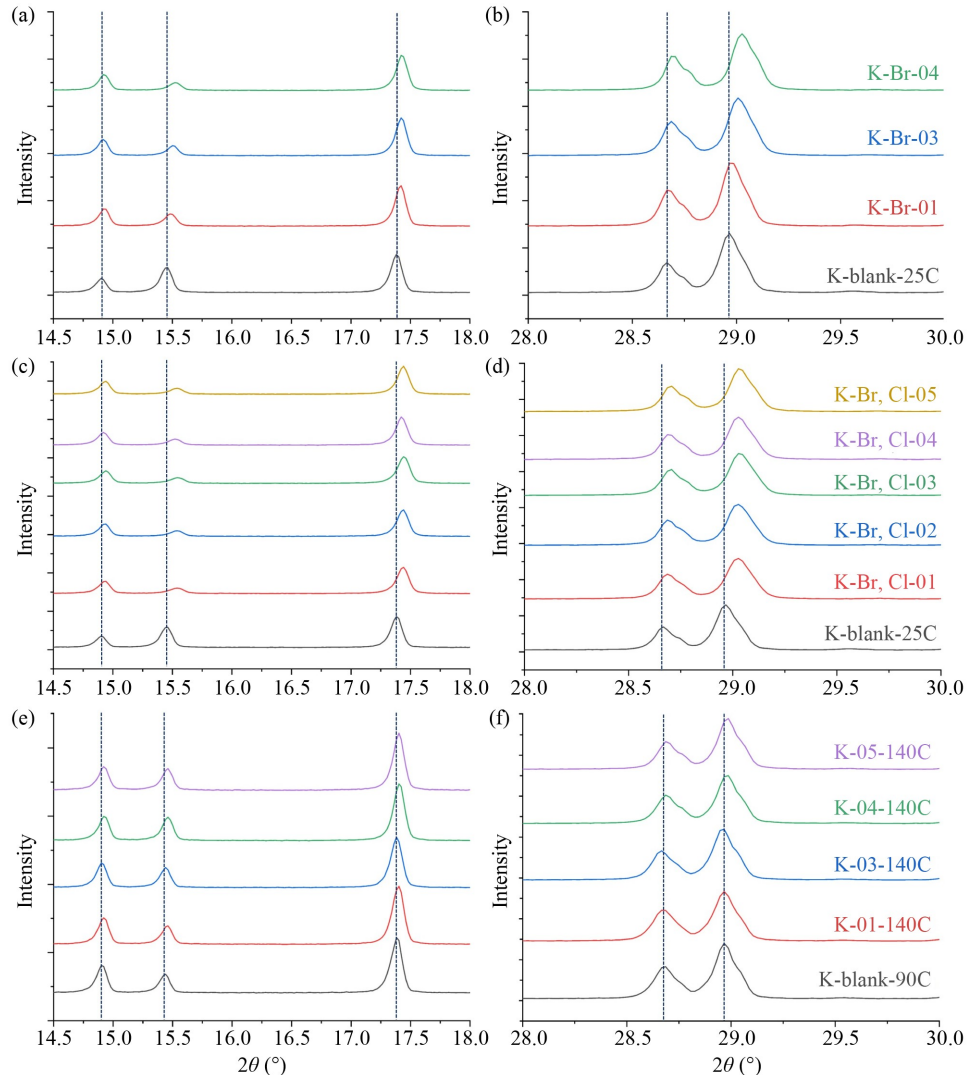 (a)
Intensity
14.5 15.0 15.5 16.0 16.5 17.0 17.5 18.0
(b)
Intensity
K-Br-04
K-Br-03
K-Br-01
K-blank-25C
28.0 28.5 29.0 29.5 30.0
(c)
Intensity
14.5 15.0 15.5 16.0 16.5 17.0 17.5 18.0
(d)
Intensity
K-Br, Cl-05
K-Br, Cl-04
K-Br, Cl-03
K-Br, Cl-02
K-Br, Cl-01
K-blank-25C
28.0 28.5 29.0 29.5 30.0
(e)
Intensity
14.5 15.0 15.5 16.0 16.5 17.0 17.5 18.0
2θ (°)
(f)
Intensity
K-05-140C
K-04-140C
K-03-140C
K-01-140C
K-blank-90C
28.0 28.5 29.0 29.5 30.0
2θ (°)